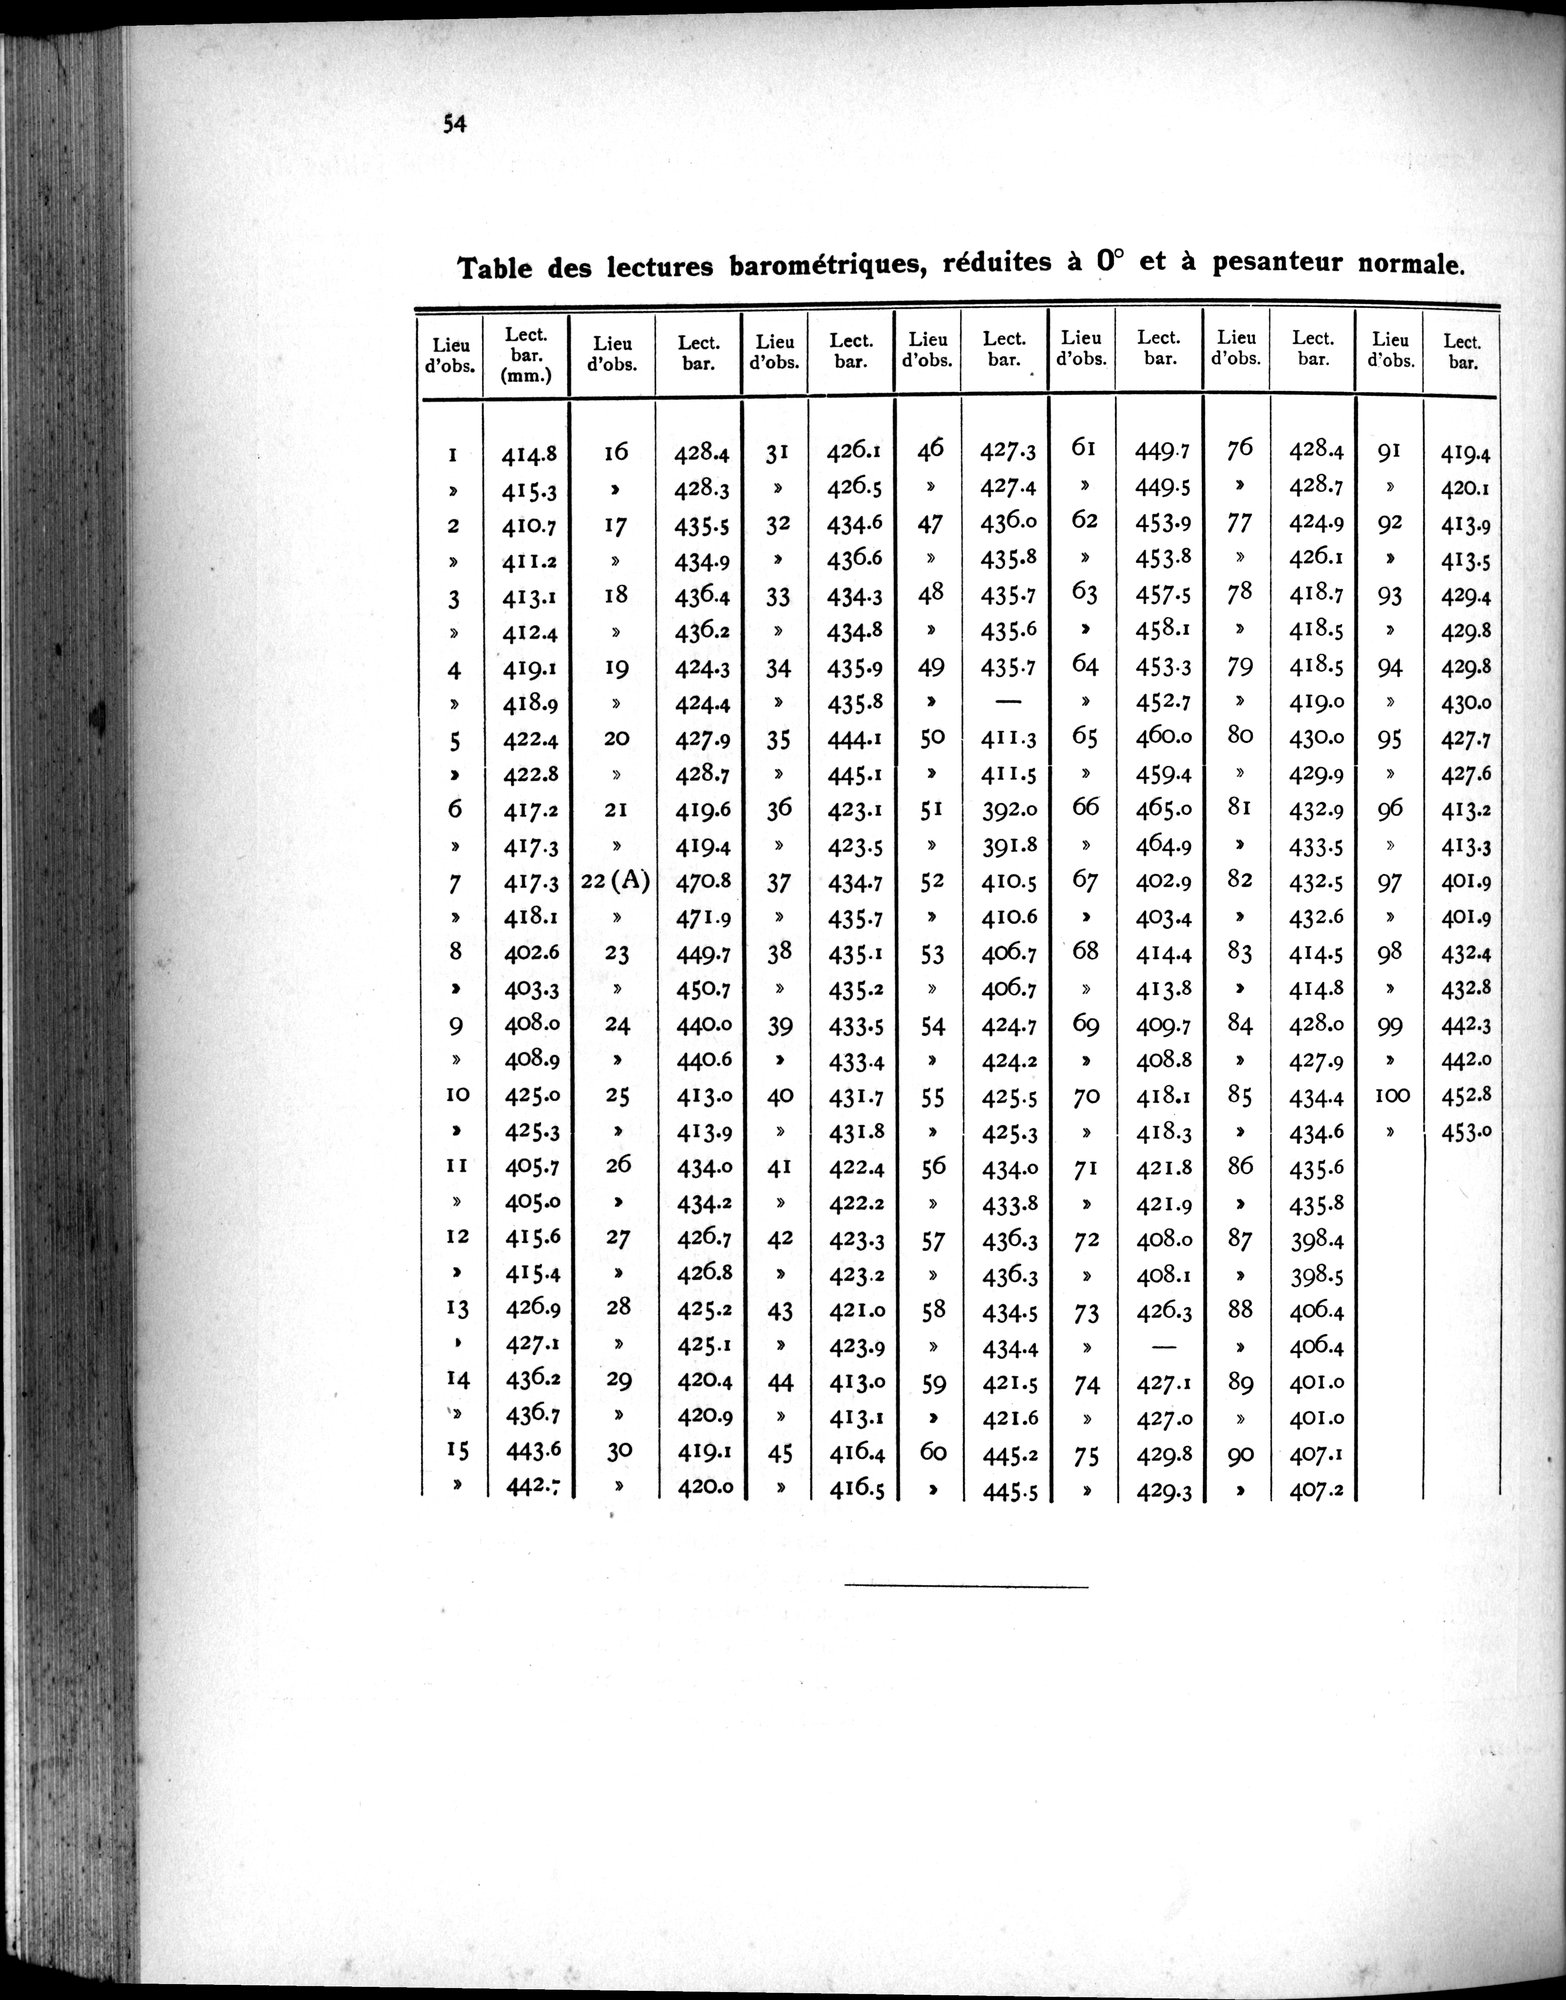 54
Table des lectures barométriques, réduites à 0° et à pesanteur normale.
Lieu d'obs. Lect. bar. (mm.) Lieu d'obs. Lect. bar. Lieu d'obs. Lect. bar. Lieu d'obs. Lect. bar. Lieu d'obs. Lect. bar. Lieu d'obs. Lect. bar. Lieu d'obs. Lect. bar.
1 414.8 16 428.4 31 426.1 46 427.3 61 449.7 76 428.4 91 419.4
» 415.3 » 428.3 » 426.5 » 427.4 » 449.5 » 428.7 » 420.1
2 410.7 17 435.5 32 434.6 47 436.0 62 453.9 77 424.9 92 413.9
» 411.2 » 434.9 » 436.6 » 435.8 » 453.8 » 426.1 » 413.5
3 413.1 18 436.4 33 434.3 48 435.7 63 457.5 78 418.7 93 429.4
» 412.4 » 436.2 » 434.8 » 435.6 » 458.1 » 418.5 » 429.8
4 419.1 19 424.3 34 435.9 49 435.7 64 453.3 79 418.5 94 429.8
» 418.9 » 424.4 » 435.8 » — » 452.7 » 419.0 » 430.0
5 422.4 20 427.9 35 444.1 50 411.3 65 460.0 80 430.0 95 427.7
» 422.8 » 428.7 » 445.1 » 411.5 » 459.4 » 429.9 » 427.6
6 417.2 21 419.6 36 423.1 51 392.0 66 465.0 81 432.9 96 413.2
» 417.3 » 419.4 » 423.5 » 391.8 » 464.9 » 433.5 » 413.3
7 417.3 22 (A) 470.8 37 434.7 52 410.5 67 402.9 82 432.5 97 401.9
» 418.1 » 471.9 » 435.7 » 410.6 » 403.4 » 432.6 » 401.9
8 402.6 23 449.7 38 435.1 53 406.7 68 414.4 83 414.5 98 432.4
» 403.3 » 450.7 » 435.2 » 406.7 » 413.8 » 414.8 » 432.8
9 408.0 24 440.0 39 433.5 54 424.7 69 409.7 84 428.0 99 442.3
» 408.9 » 440.6 » 433.4 » 424.2 » 408.8 » 427.9 » 442.0
10 425.0 25 413.0 40 431.7 55 425.5 70 418.1 85 434.4 100 452.8
» 425.3 » 413.9 » 431.8 » 425.3 » 418.3 » 434.6 » 453.0
11 405.7 26 434.0 41 422.4 56 434.0 71 421.8 86 435.6
» 405.0 » 434.2 » 422.2 » 433.8 » 421.9 » 435.8
12 415.6 27 426.7 42 423.3 57 436.3 72 408.0 87 398.4
» 415.4 » 426.8 » 423.2 » 436.3 » 408.1 » 398.5
13 426.9 28 425.2 43 421.0 58 434.5 73 426.3 88 406.4
» 427.1 » 425.1 » 423.9 » 434.4 » — » 406.4
14 436.2 29 420.4 44 413.0 59 421.5 74 427.1 89 401.0
» 436.7 » 420.9 » 413.1 » 421.6 » 427.0 » 401.0
15 443.6 30 419.1 45 416.4 60 445.2 75 429.8 90 407.1
» 442.7 » 420.0 » 416.5 » 445.5 » 429.3 » 407.2